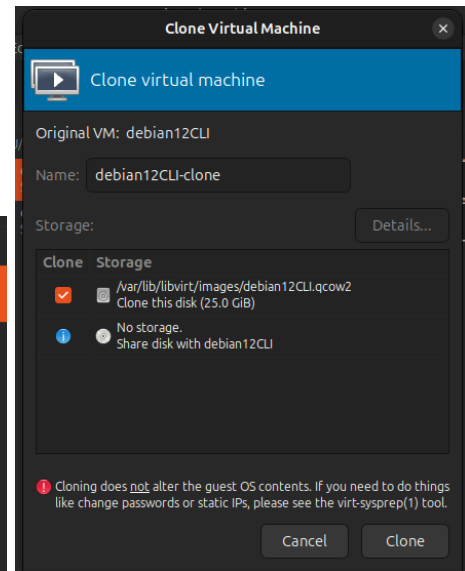 Clone Virtual Machine
Clone virtual machine
Original VM: debian12CLI
Name: debian12CLI-clone
Storage: Details...
Clone Storage
/var/lib/libvirt/images/debian12CLI.qcow2
Clone this disk (25.0 GiB)
No storage.
Share disk with debian12CLI
Cloning does not alter the guest OS contents. If you need to do things
like change passwords or static IPs, please see the virt-sysprep(1) tool.
Cancel Clone